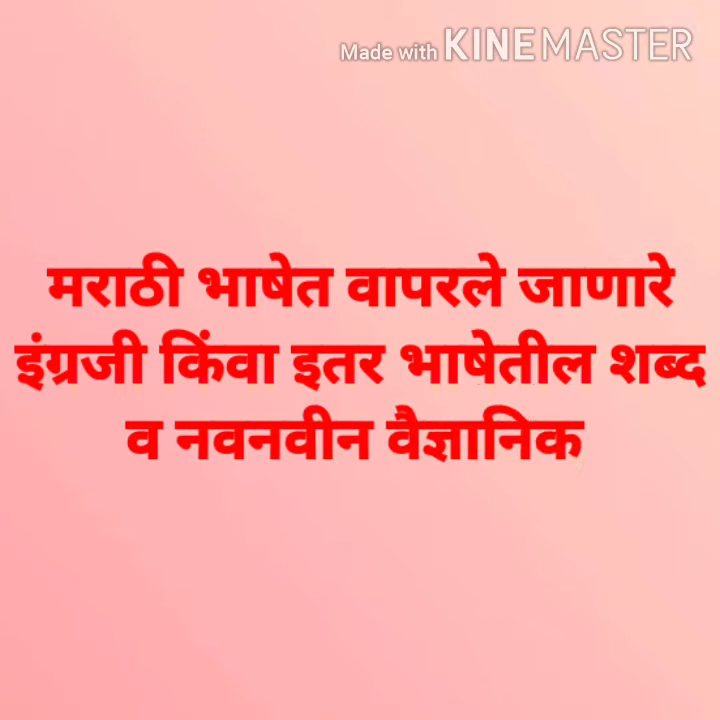 Made with KINEMASTER
मराठी भाषेत वापरले जाणारे
इंग्रजी किंवा इतर भाषेतील शब्द
व नवनवीन वैज्ञानिक